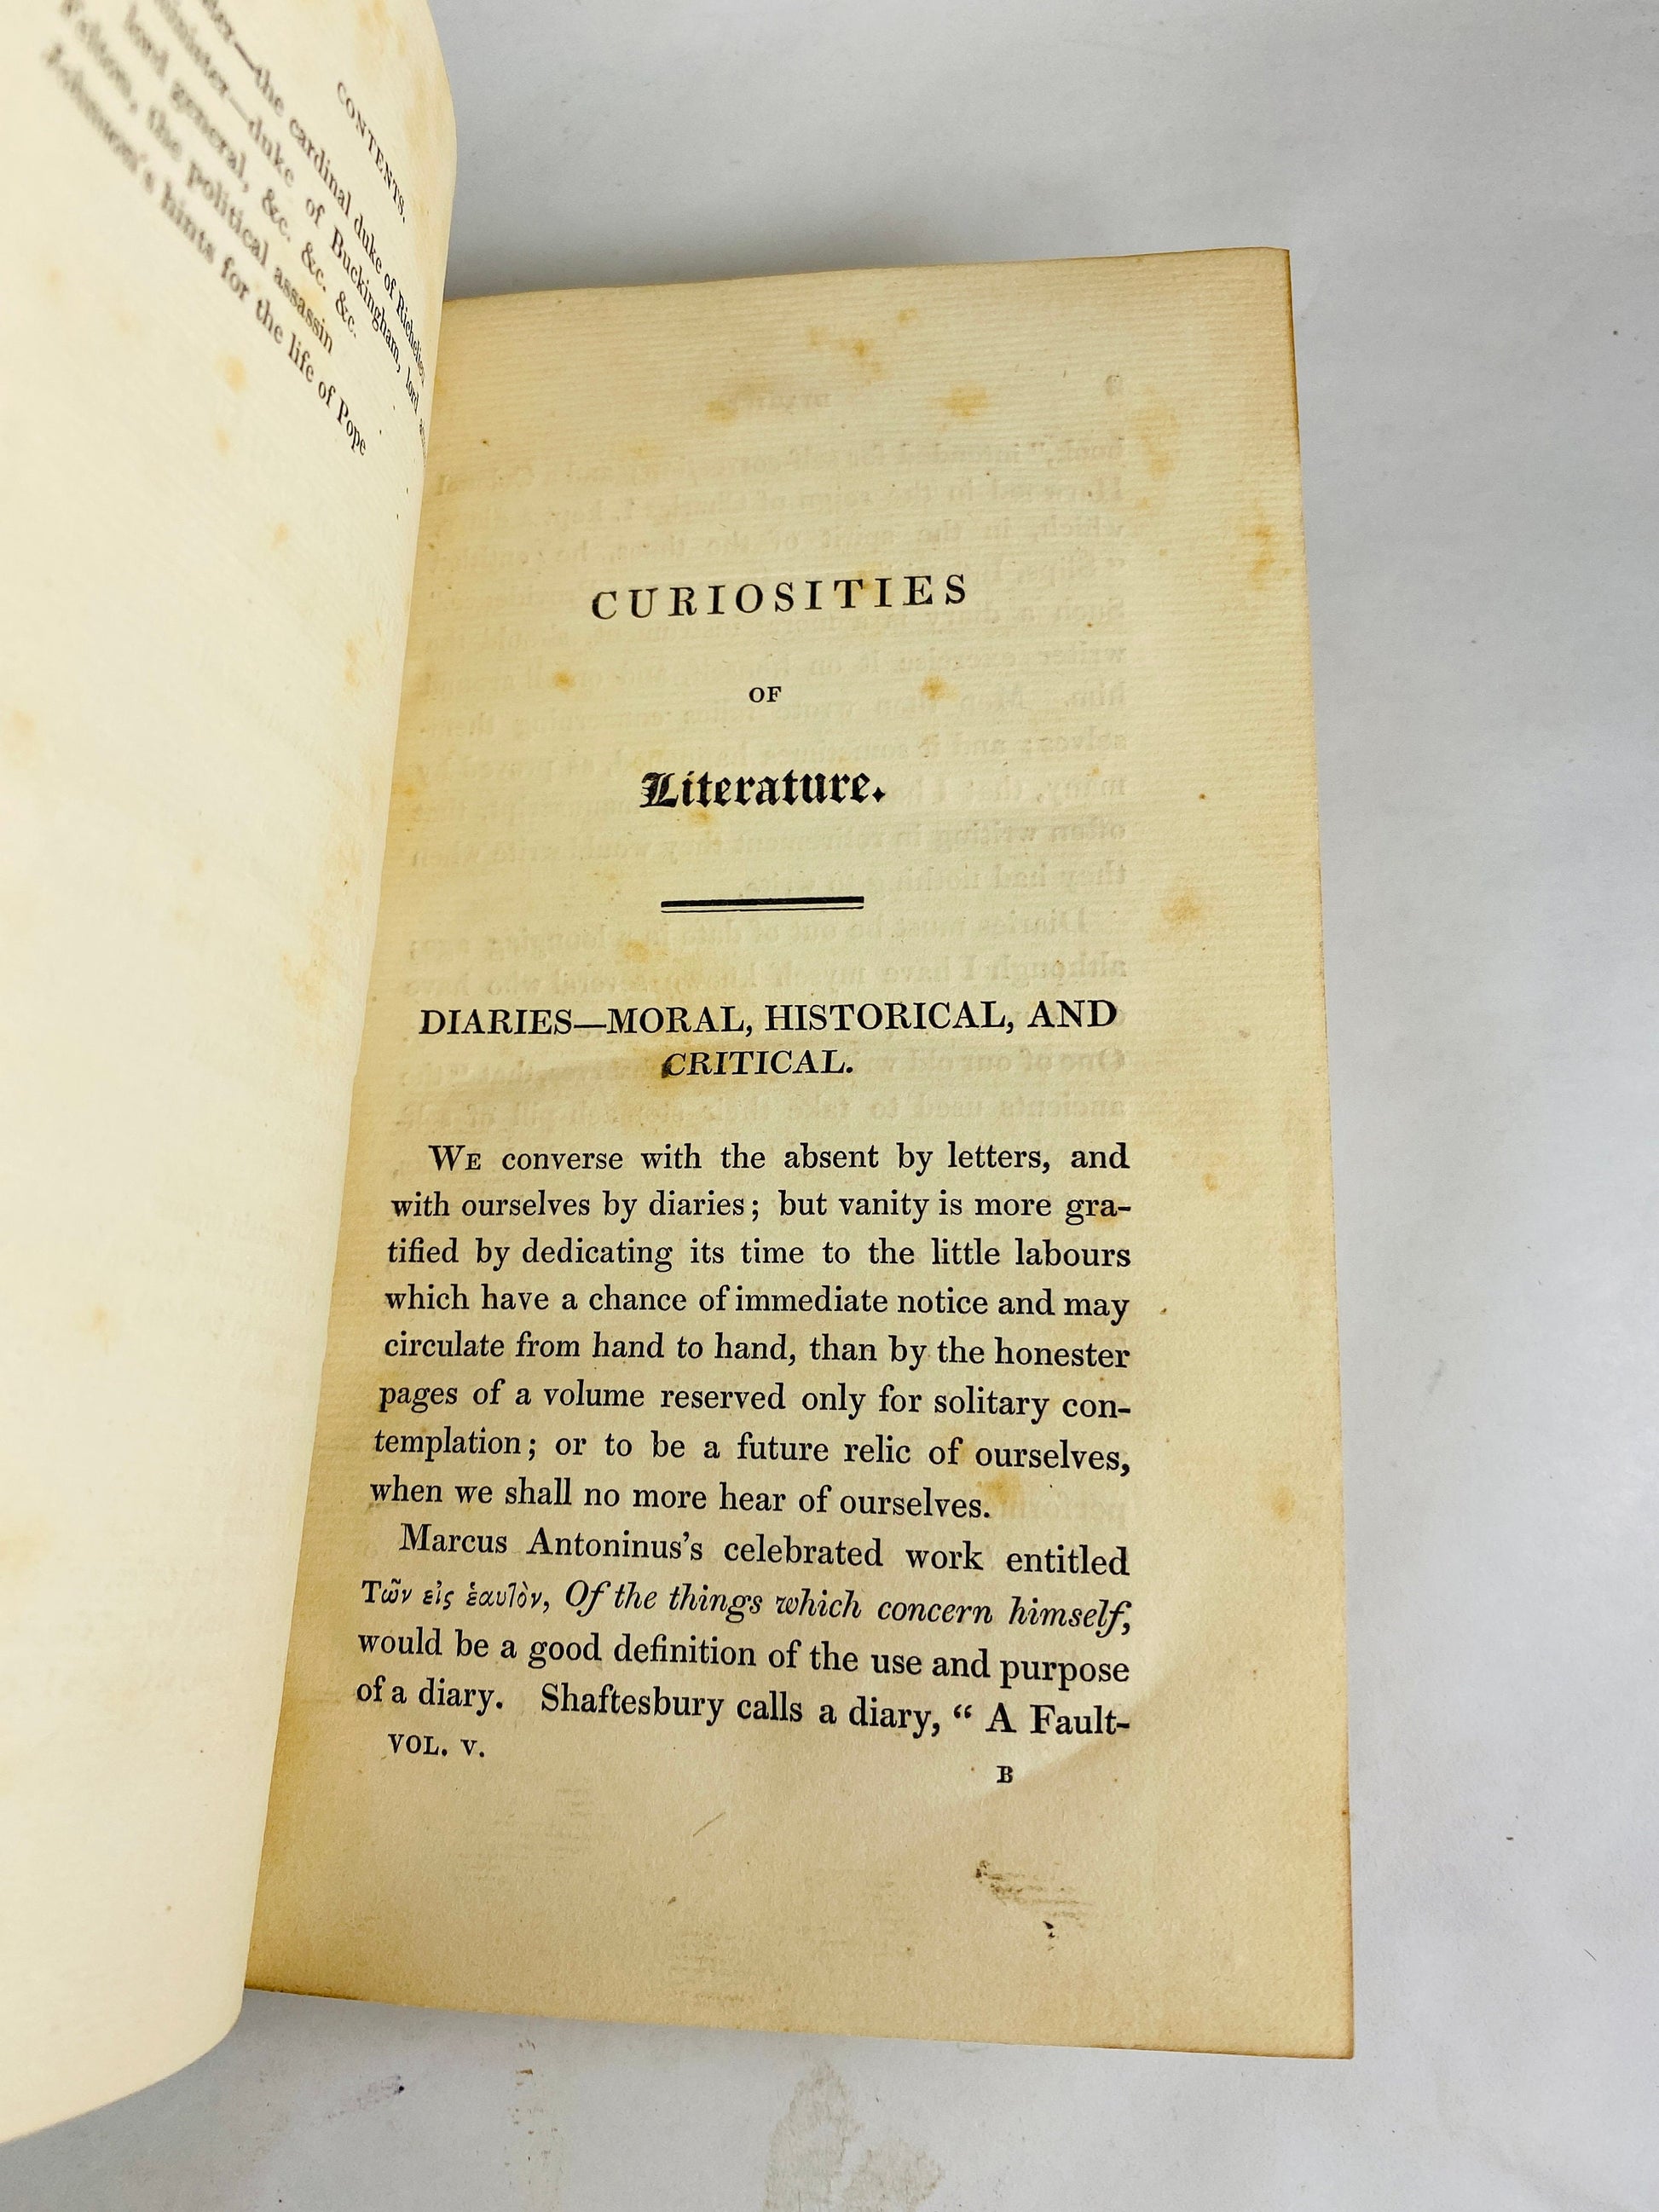 CONTENTS.
the cardinal duke of Richelieu
minister—duke of Buckingham, lord
lord general, &c. &c. &c.
the political assassin
Johnson's hints for the life of Pope
CURIOSITIES
OF
Literature.
DIARIES—MORAL, HISTORICAL, AND
CRITICAL.
WE converse with the absent by letters, and
with ourselves by diaries; but vanity is more gra-
tified by dedicating its time to the little labours
which have a chance of immediate notice and may
circulate from hand to hand, than by the honester
pages of a volume reserved only for solitary con-
templation; or to be a future relic of ourselves,
when we shall no more hear of ourselves.
Marcus Antoninus's celebrated work entitled
Τῶν εἰς ἑαυτὸν, Of the things which concern himself,
would be a good definition of the use and purpose
of a diary. Shaftesbury calls a diary, “ A Fault-
VOL. V.
B